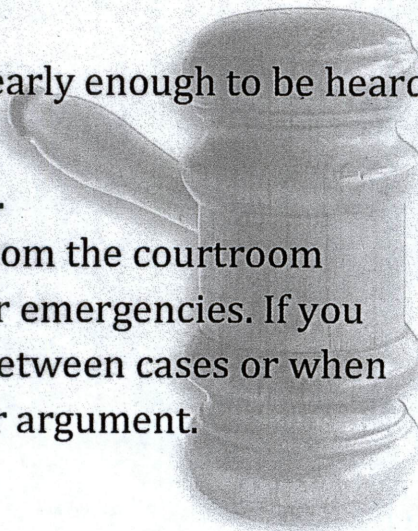 early enough to be heard
.
om the courtroom
r emergencies. If you
etween cases or when
r argument.